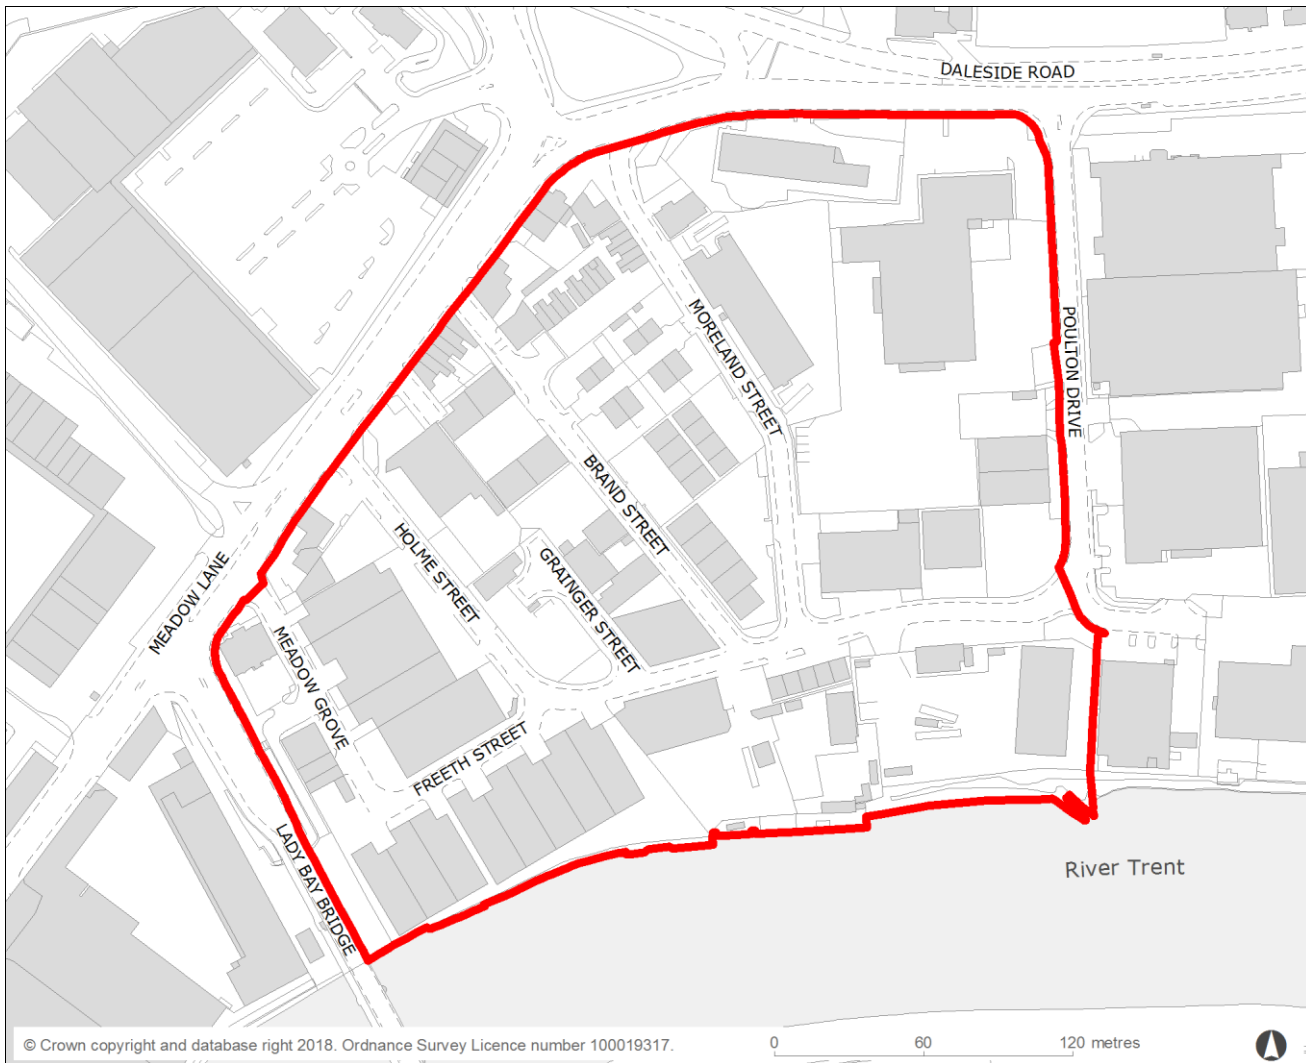 DALESIDE ROAD
MORELAND STREET
POULTON DRIVE
BRAND STREET
HOLME STREET
GRAINGER STREET
MEADOW LANE
MEADOW GROVE
FREETH STREET
LADY BAY BRIDGE
River Trent
© Crown copyright and database right 2018. Ordnance Survey Licence number 100019317.
0 60 120 metres